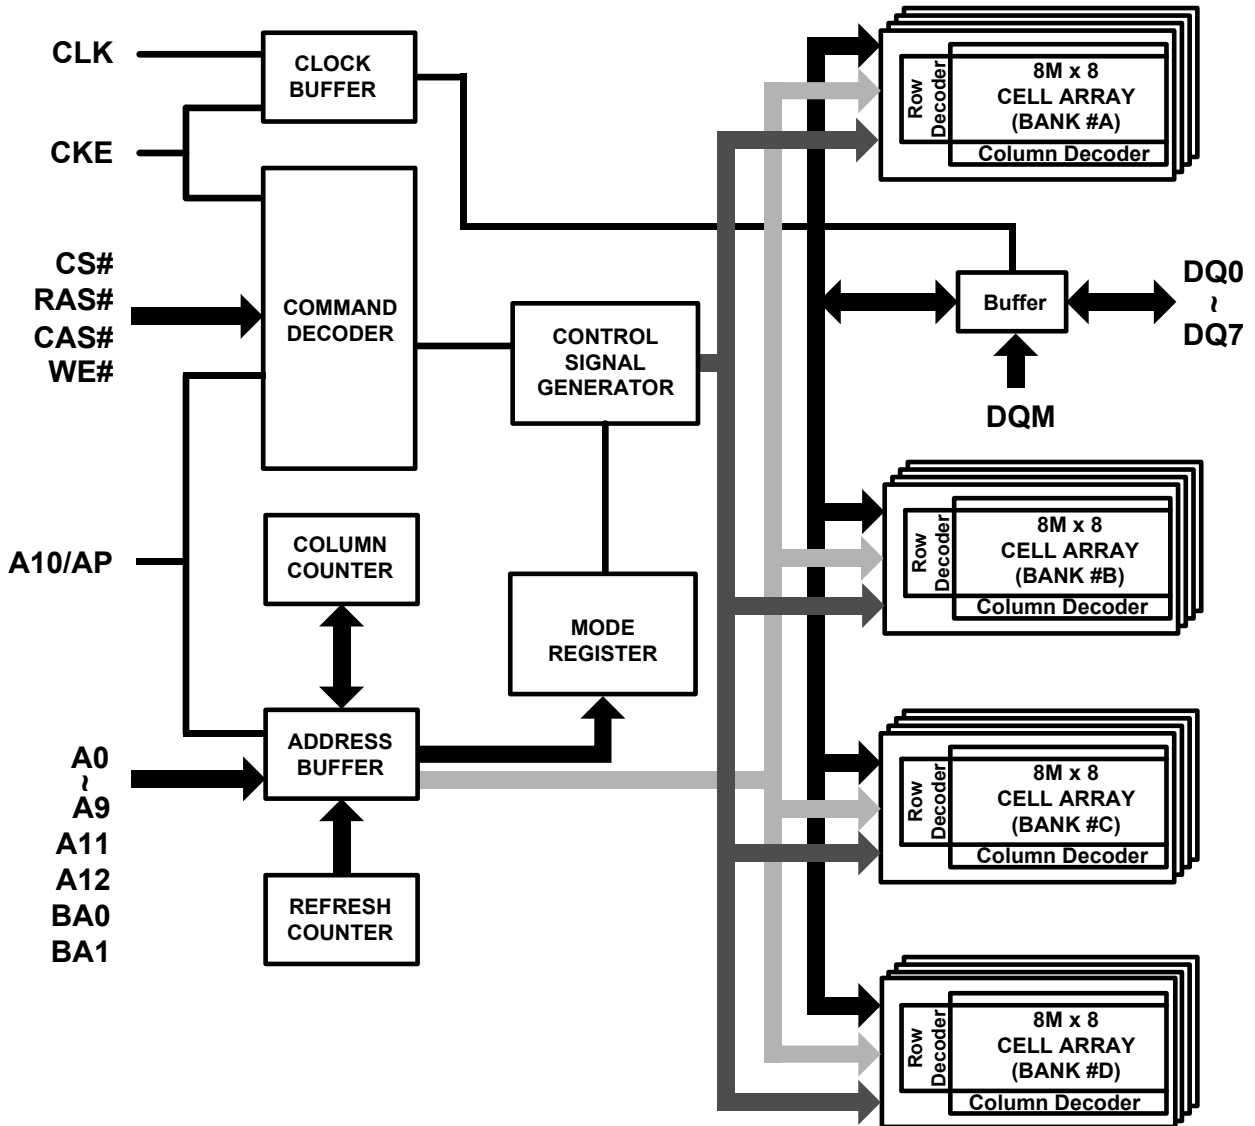 CLK
CKE
CS#
RAS#
CAS#
WE#
A10/AP
A0
~
A9
A11
A12
BA0
BA1
CLOCK
BUFFER
COMMAND
DECODER
COLUMN
COUNTER
ADDRESS
BUFFER
REFRESH
COUNTER
CONTROL
SIGNAL
GENERATOR
MODE
REGISTER
Row
Decoder
8M x 8
CELL ARRAY
(BANK #A)
Column Decoder
Buffer
DQ0
~
DQ7
DQM
Row
Decoder
8M x 8
CELL ARRAY
(BANK #B)
Column Decoder
Row
Decoder
8M x 8
CELL ARRAY
(BANK #C)
Column Decoder
Row
Decoder
8M x 8
CELL ARRAY
(BANK #D)
Column Decoder